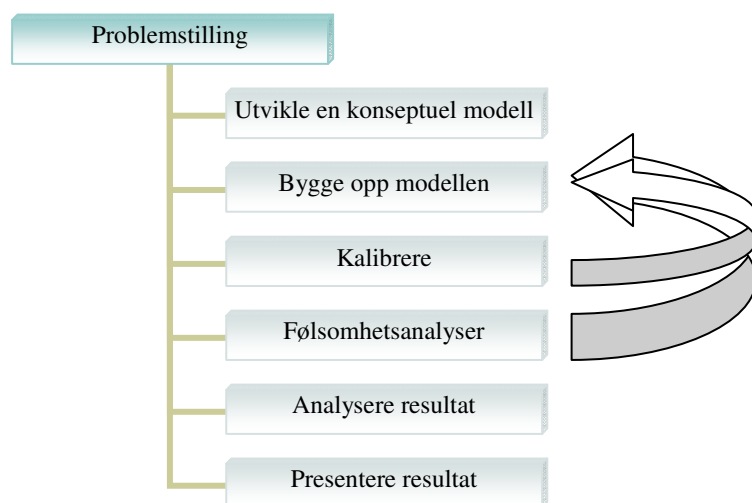 Problemstilling
Utvikle en konseptuel modell
Bygge opp modellen
Kalibrere
Følsomhetsanalyser
Analysere resultat
Presentere resultat